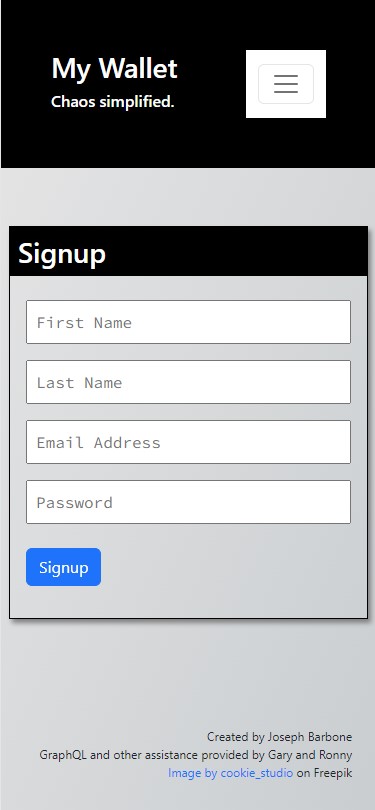 My Wallet
Chaos simplified.
Signup
First Name
Last Name
Email Address
Password
Signup
Created by Joseph Barbone
GraphQL and other assistance provided by Gary and Ronny
Image by cookie_studio on Freepik